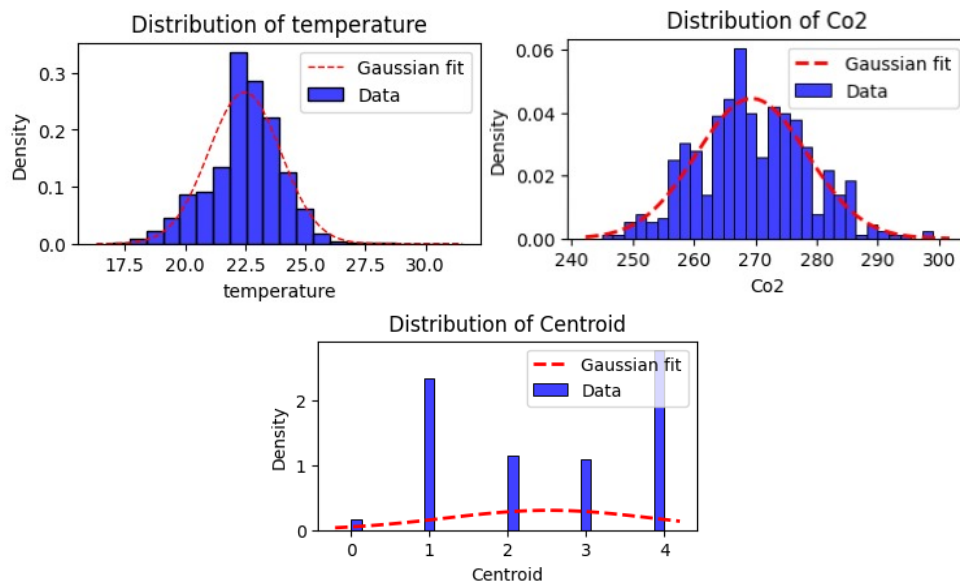 Distribution of temperature
Gaussian fit
Data
Density
0.3
0.2
0.1
0.0
17.5 20.0 22.5 25.0 27.5 30.0
temperature
Distribution of Co2
Gaussian fit
Data
Density
0.06
0.04
0.02
0.00
240 250 260 270 280 290 300
Co2
Distribution of Centroid
Gaussian fit
Data
Density
2
1
0
0 1 2 3 4
Centroid